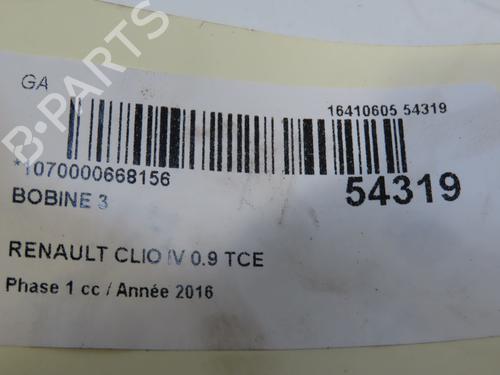 GA
16410605 54319
*1070000668156
54319
BOBINE 3
RENAULT CLIO IV 0.9 TCE
Phase 1 cc / Année 2016
B-PARTS